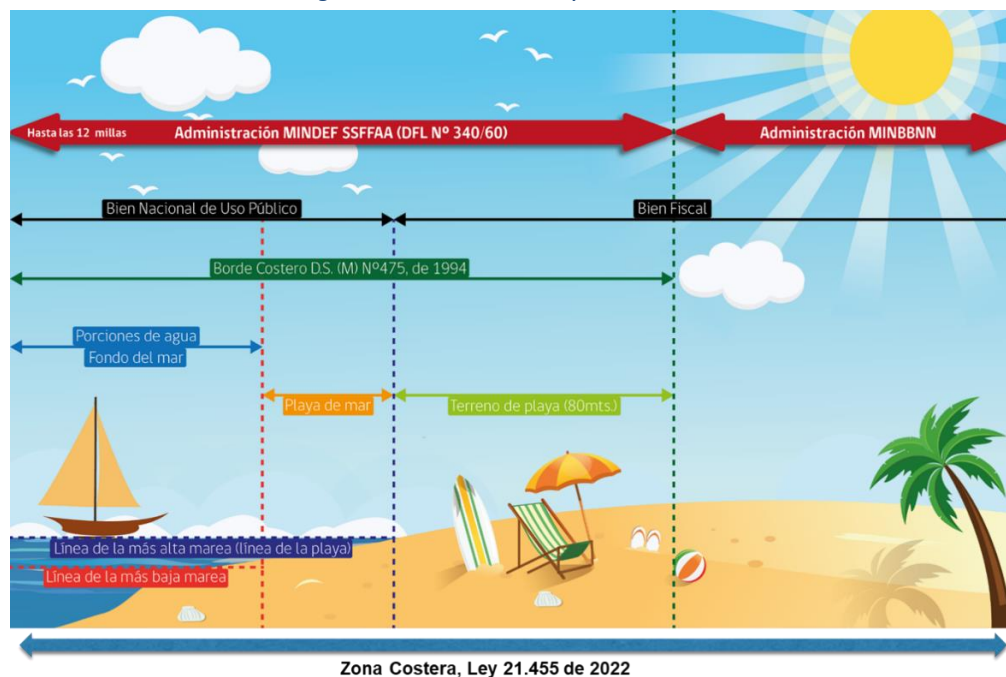 Hasta las 12 millas
Administración MINDEF SSFFAA (DFL Nº 340/60)
Administración MINBBNN
Bien Nacional de Uso Público
Bien Fiscal
Borde Costero D.S. (M) Nº475, de 1994
Porciones de agua
Fondo del mar
Playa de mar
Terreno de playa (80mts.)
Línea de la más alta marea (línea de la playa)
Línea de la más baja marea
Zona Costera, Ley 21.455 de 2022